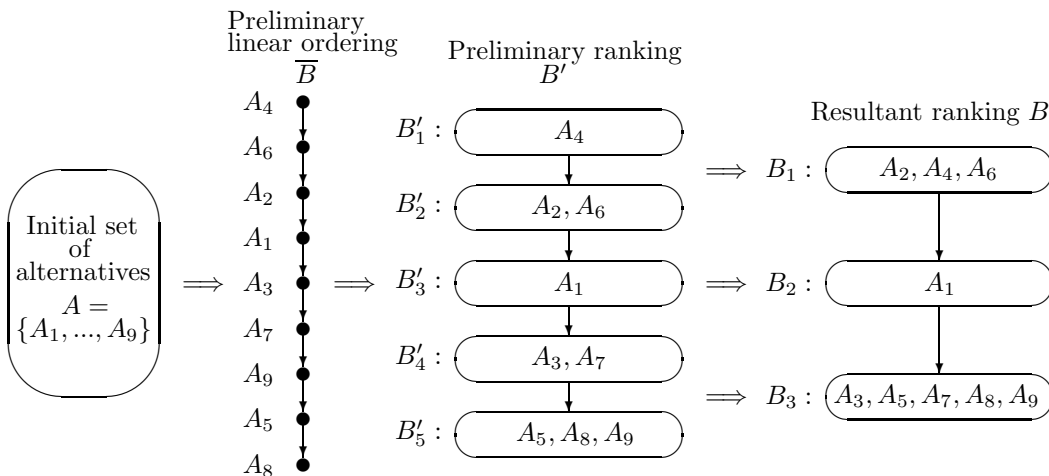 Initial set
of
alternatives
A =
{A₁, ..., A₉}
⟹
Preliminary
linear ordering
B̅
A₄
A₆
A₂
A₁
A₃
A₇
A₉
A₅
A₈
⟹
Preliminary ranking
B′
B′₁ : A₄
B′₂ : A₂, A₆
B′₃ : A₁
B′₄ : A₃, A₇
B′₅ : A₅, A₈, A₉
⟹
⟹
⟹
Resultant ranking B
B₁ : A₂, A₄, A₆
B₂ : A₁
B₃ : A₃, A₅, A₇, A₈, A₉